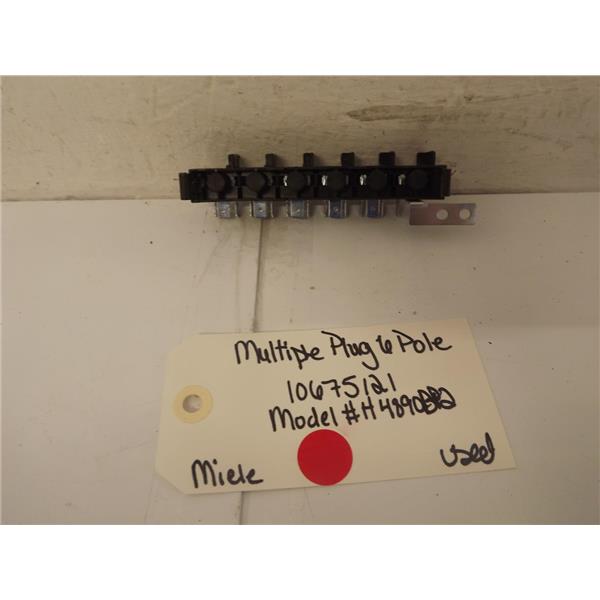 Multiple Plug 6 Pole
10675121
Model # H4890BP2
Miele
used